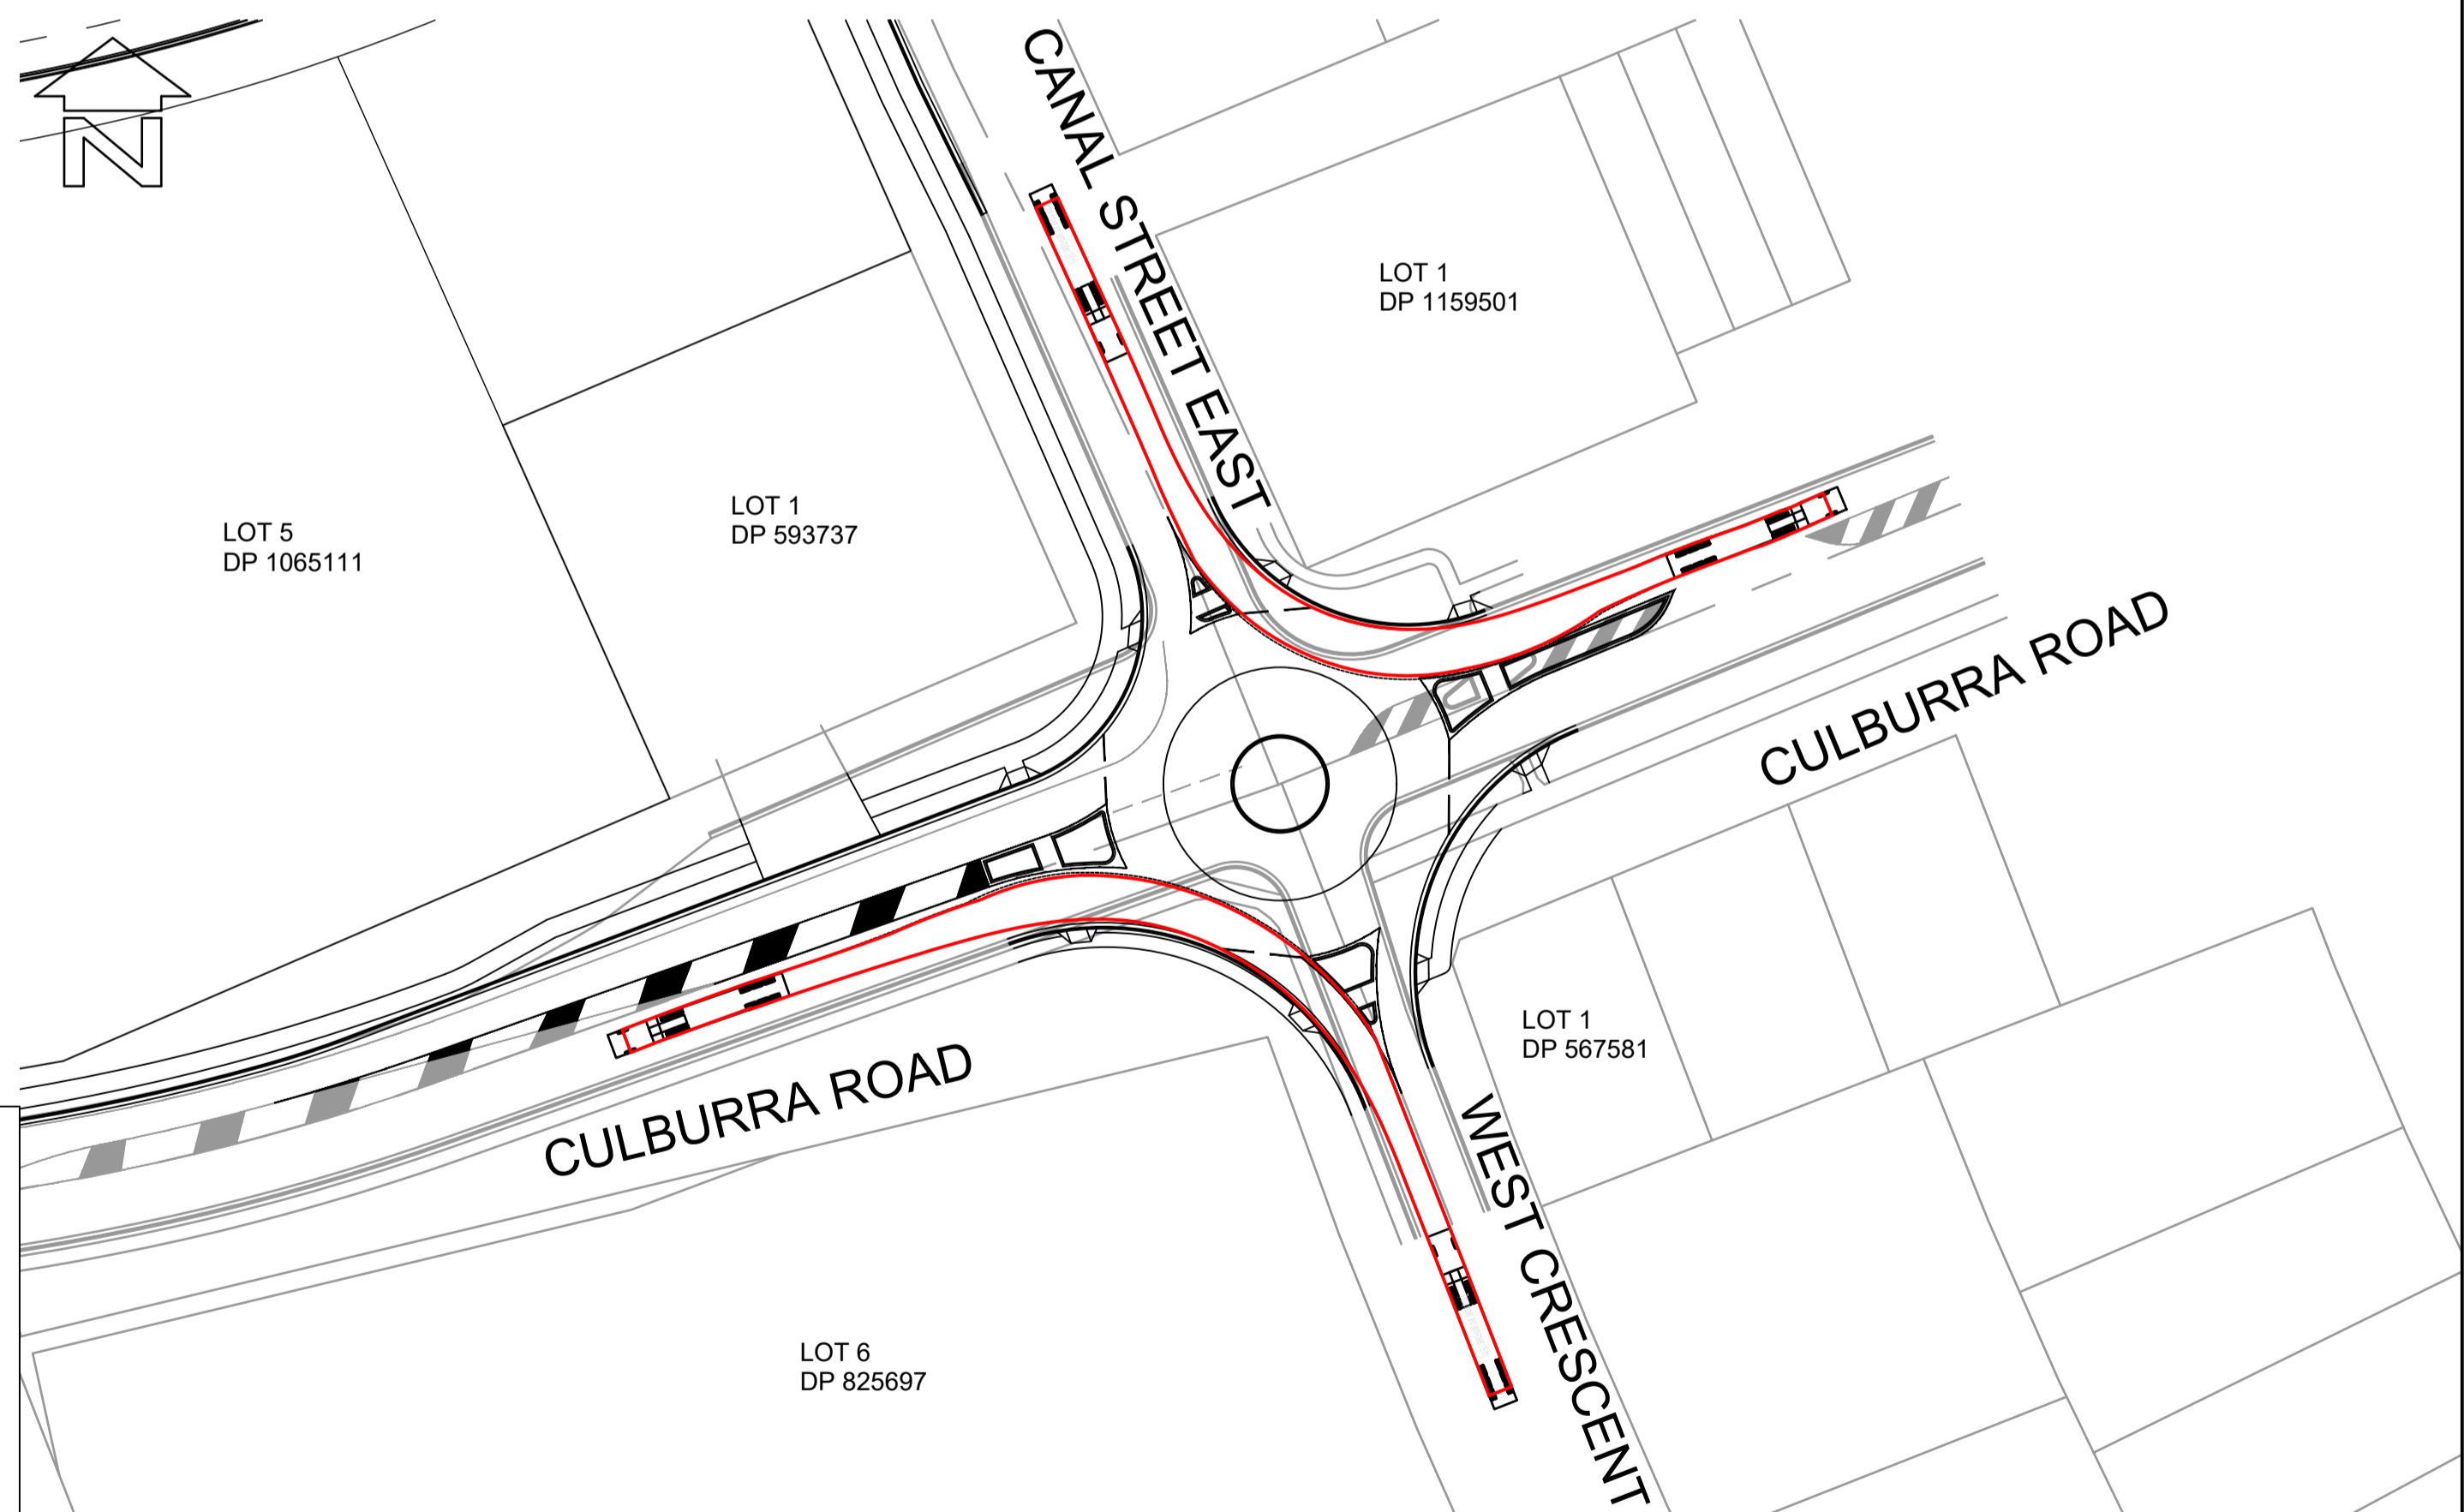 N
CANAL STREET EAST
LOT 1
DP 1159501
LOT 1
DP 593737
LOT 5
DP 1065111
CULBURRA ROAD
LOT 1
DP 567581
CULBURRA ROAD
WEST CRESCENT
LOT 6
DP 825697